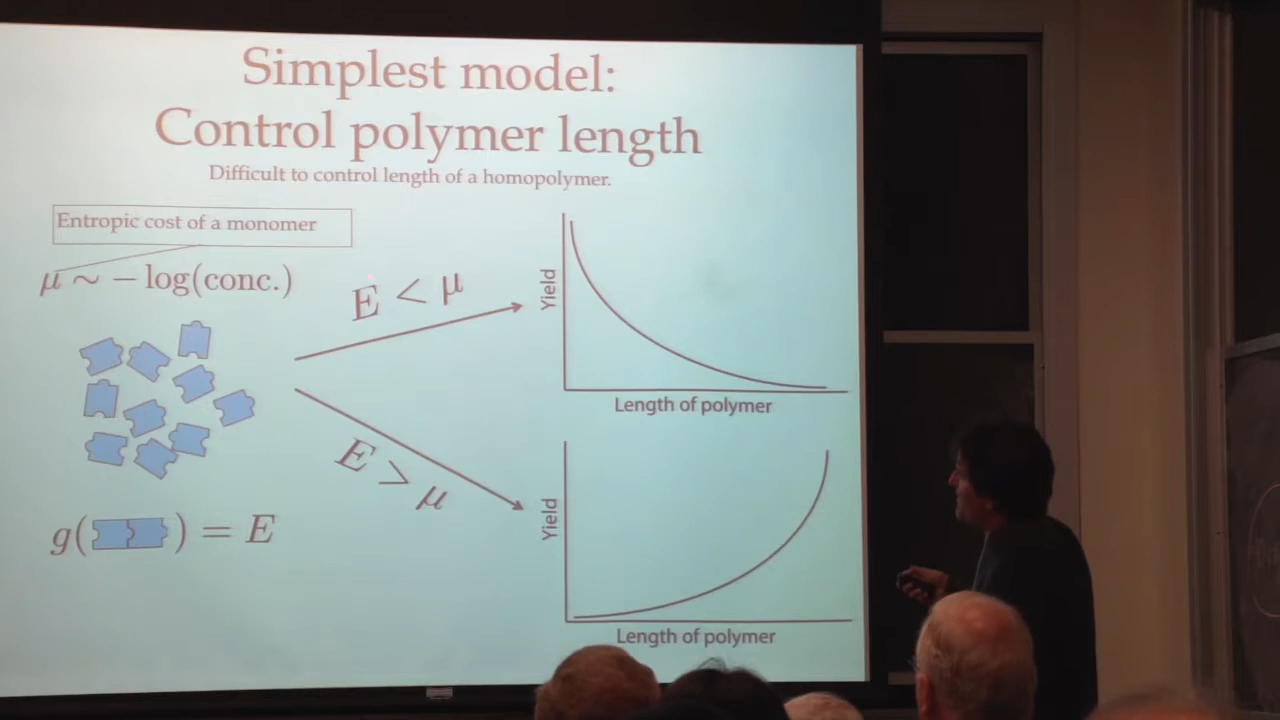 Simplest model:
Control polymer length
Difficult to control length of a homopolymer.
Entropic cost of a monomer
μ ~ − log(conc.)
E < μ
E > μ
g( ) = E
Yield
Length of polymer
Yield
Length of polymer